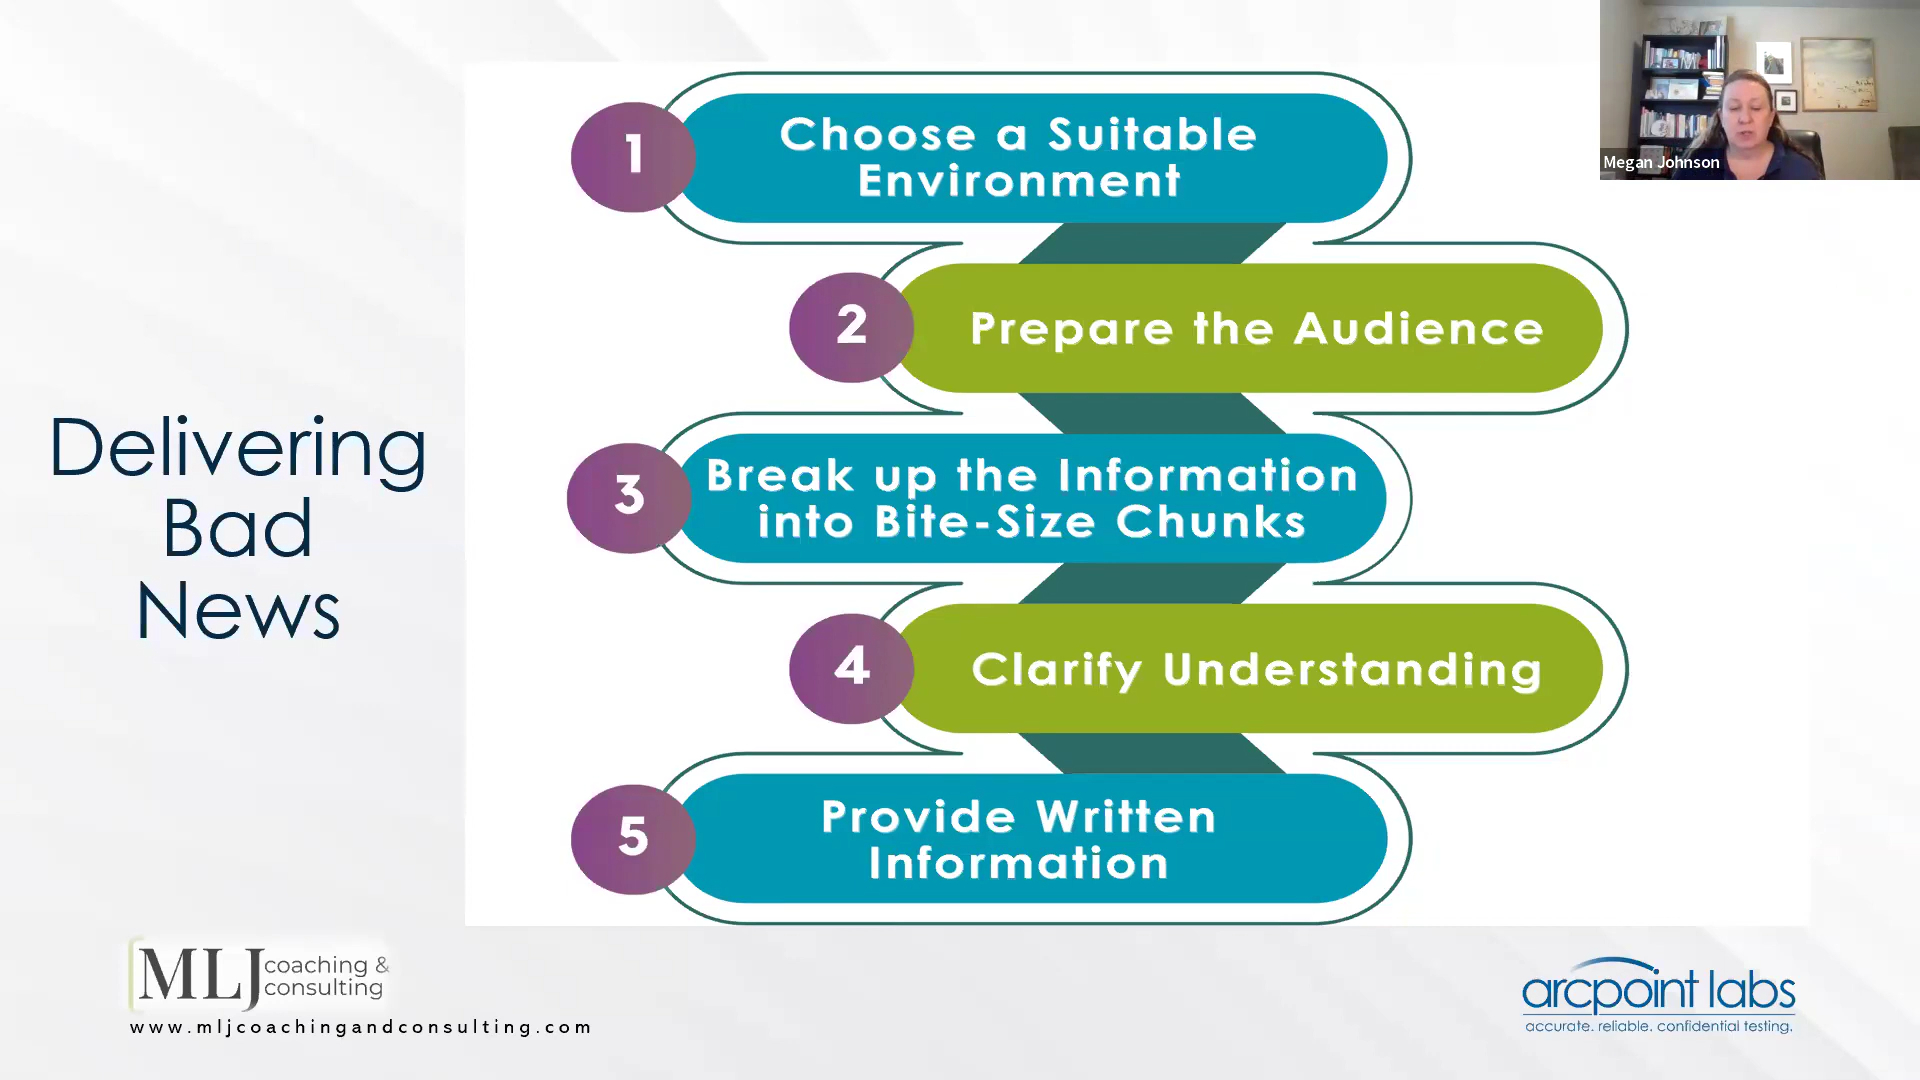 Delivering
Bad
News
1
Choose a Suitable
Environment
2
Prepare the Audience
3
Break up the Information
into Bite-Size Chunks
4
Clarify Understanding
5
Provide Written
Information
Megan Johnson
MLJ coaching &
consulting
www.mljcoachingandconsulting.com
arcpoint labs
accurate. reliable. confidential testing.